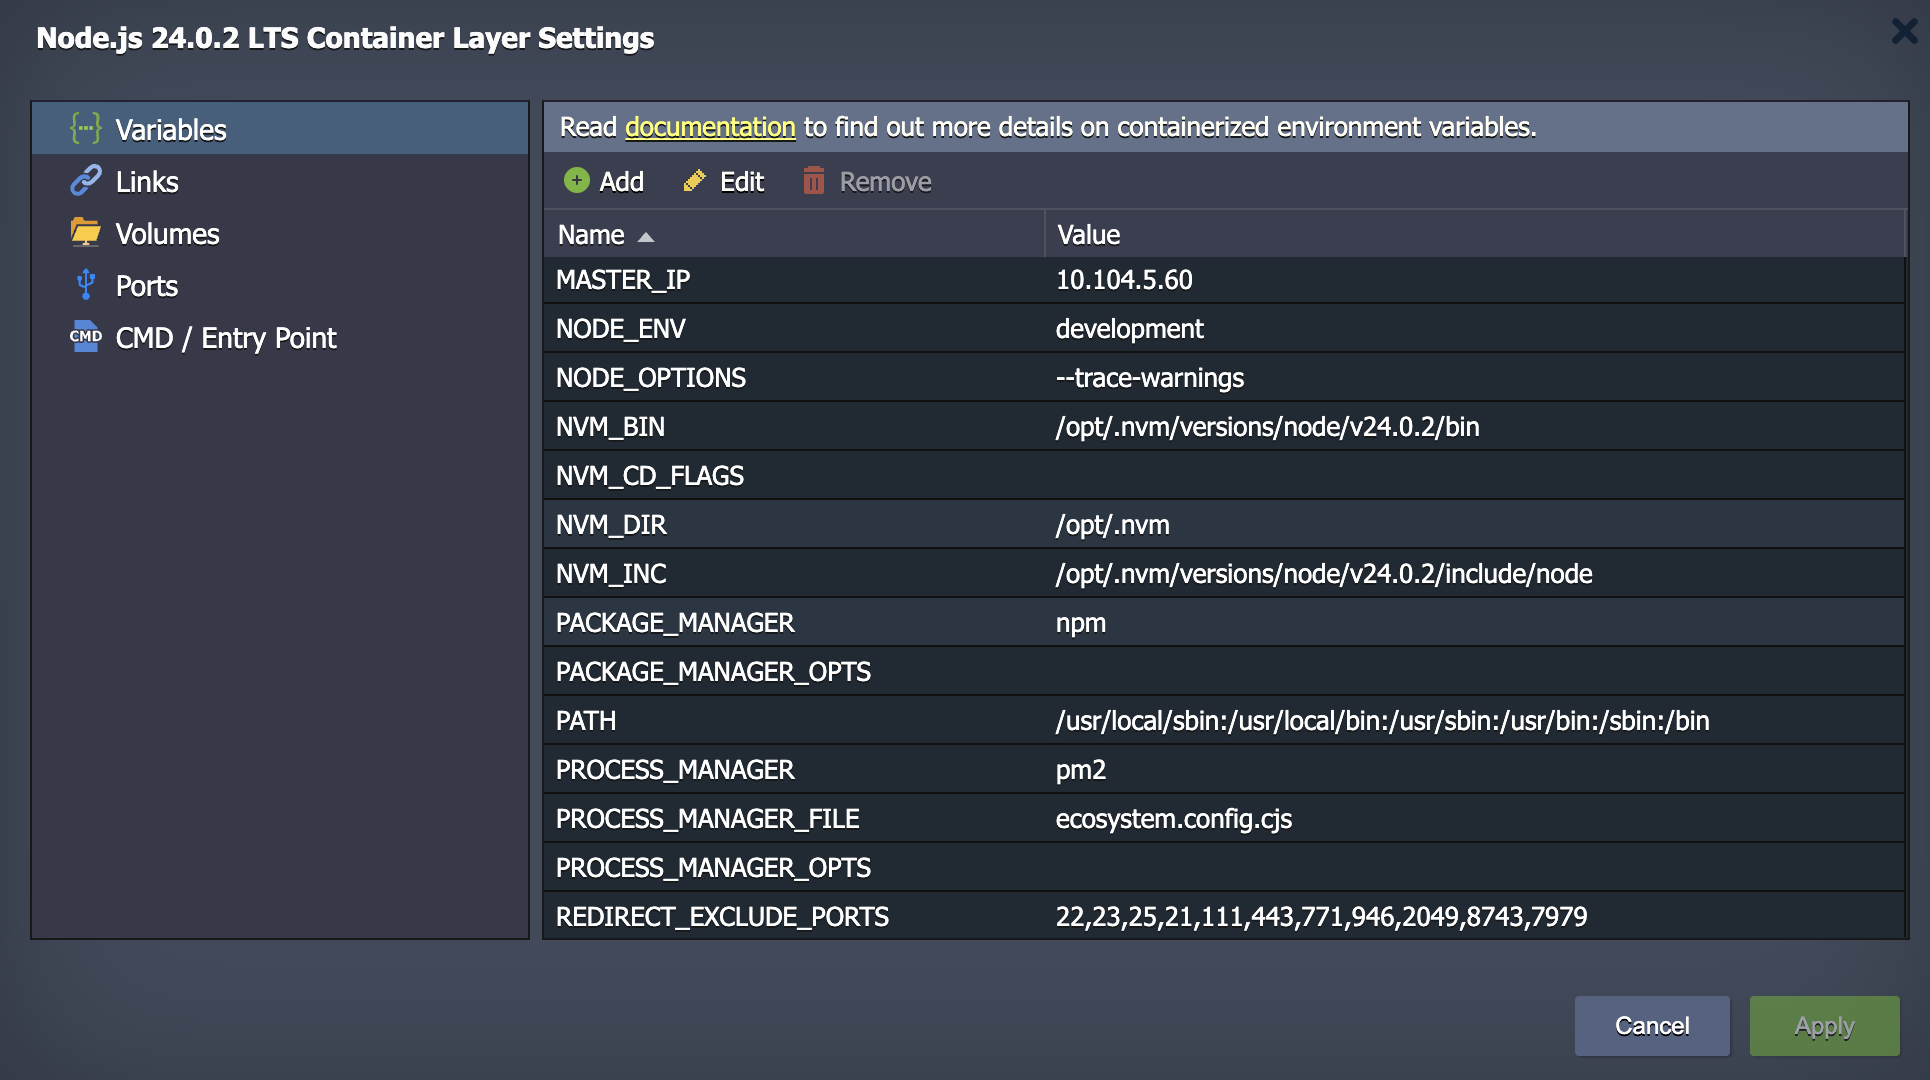 Node.js 24.0.2 LTS Container Layer Settings
Variables
Links
Volumes
Ports
CMD
CMD / Entry Point
Read documentation to find out more details on containerized environment variables.
Add Edit Remove
Name Value
MASTER_IP 10.104.5.60
NODE_ENV development
NODE_OPTIONS --trace-warnings
NVM_BIN /opt/.nvm/versions/node/v24.0.2/bin
NVM_CD_FLAGS
NVM_DIR /opt/.nvm
NVM_INC /opt/.nvm/versions/node/v24.0.2/include/node
PACKAGE_MANAGER npm
PACKAGE_MANAGER_OPTS
PATH /usr/local/sbin:/usr/local/bin:/usr/sbin:/usr/bin:/sbin:/bin
PROCESS_MANAGER pm2
PROCESS_MANAGER_FILE ecosystem.config.cjs
PROCESS_MANAGER_OPTS
REDIRECT_EXCLUDE_PORTS 22,23,25,21,111,443,771,946,2049,8743,7979
Cancel Apply